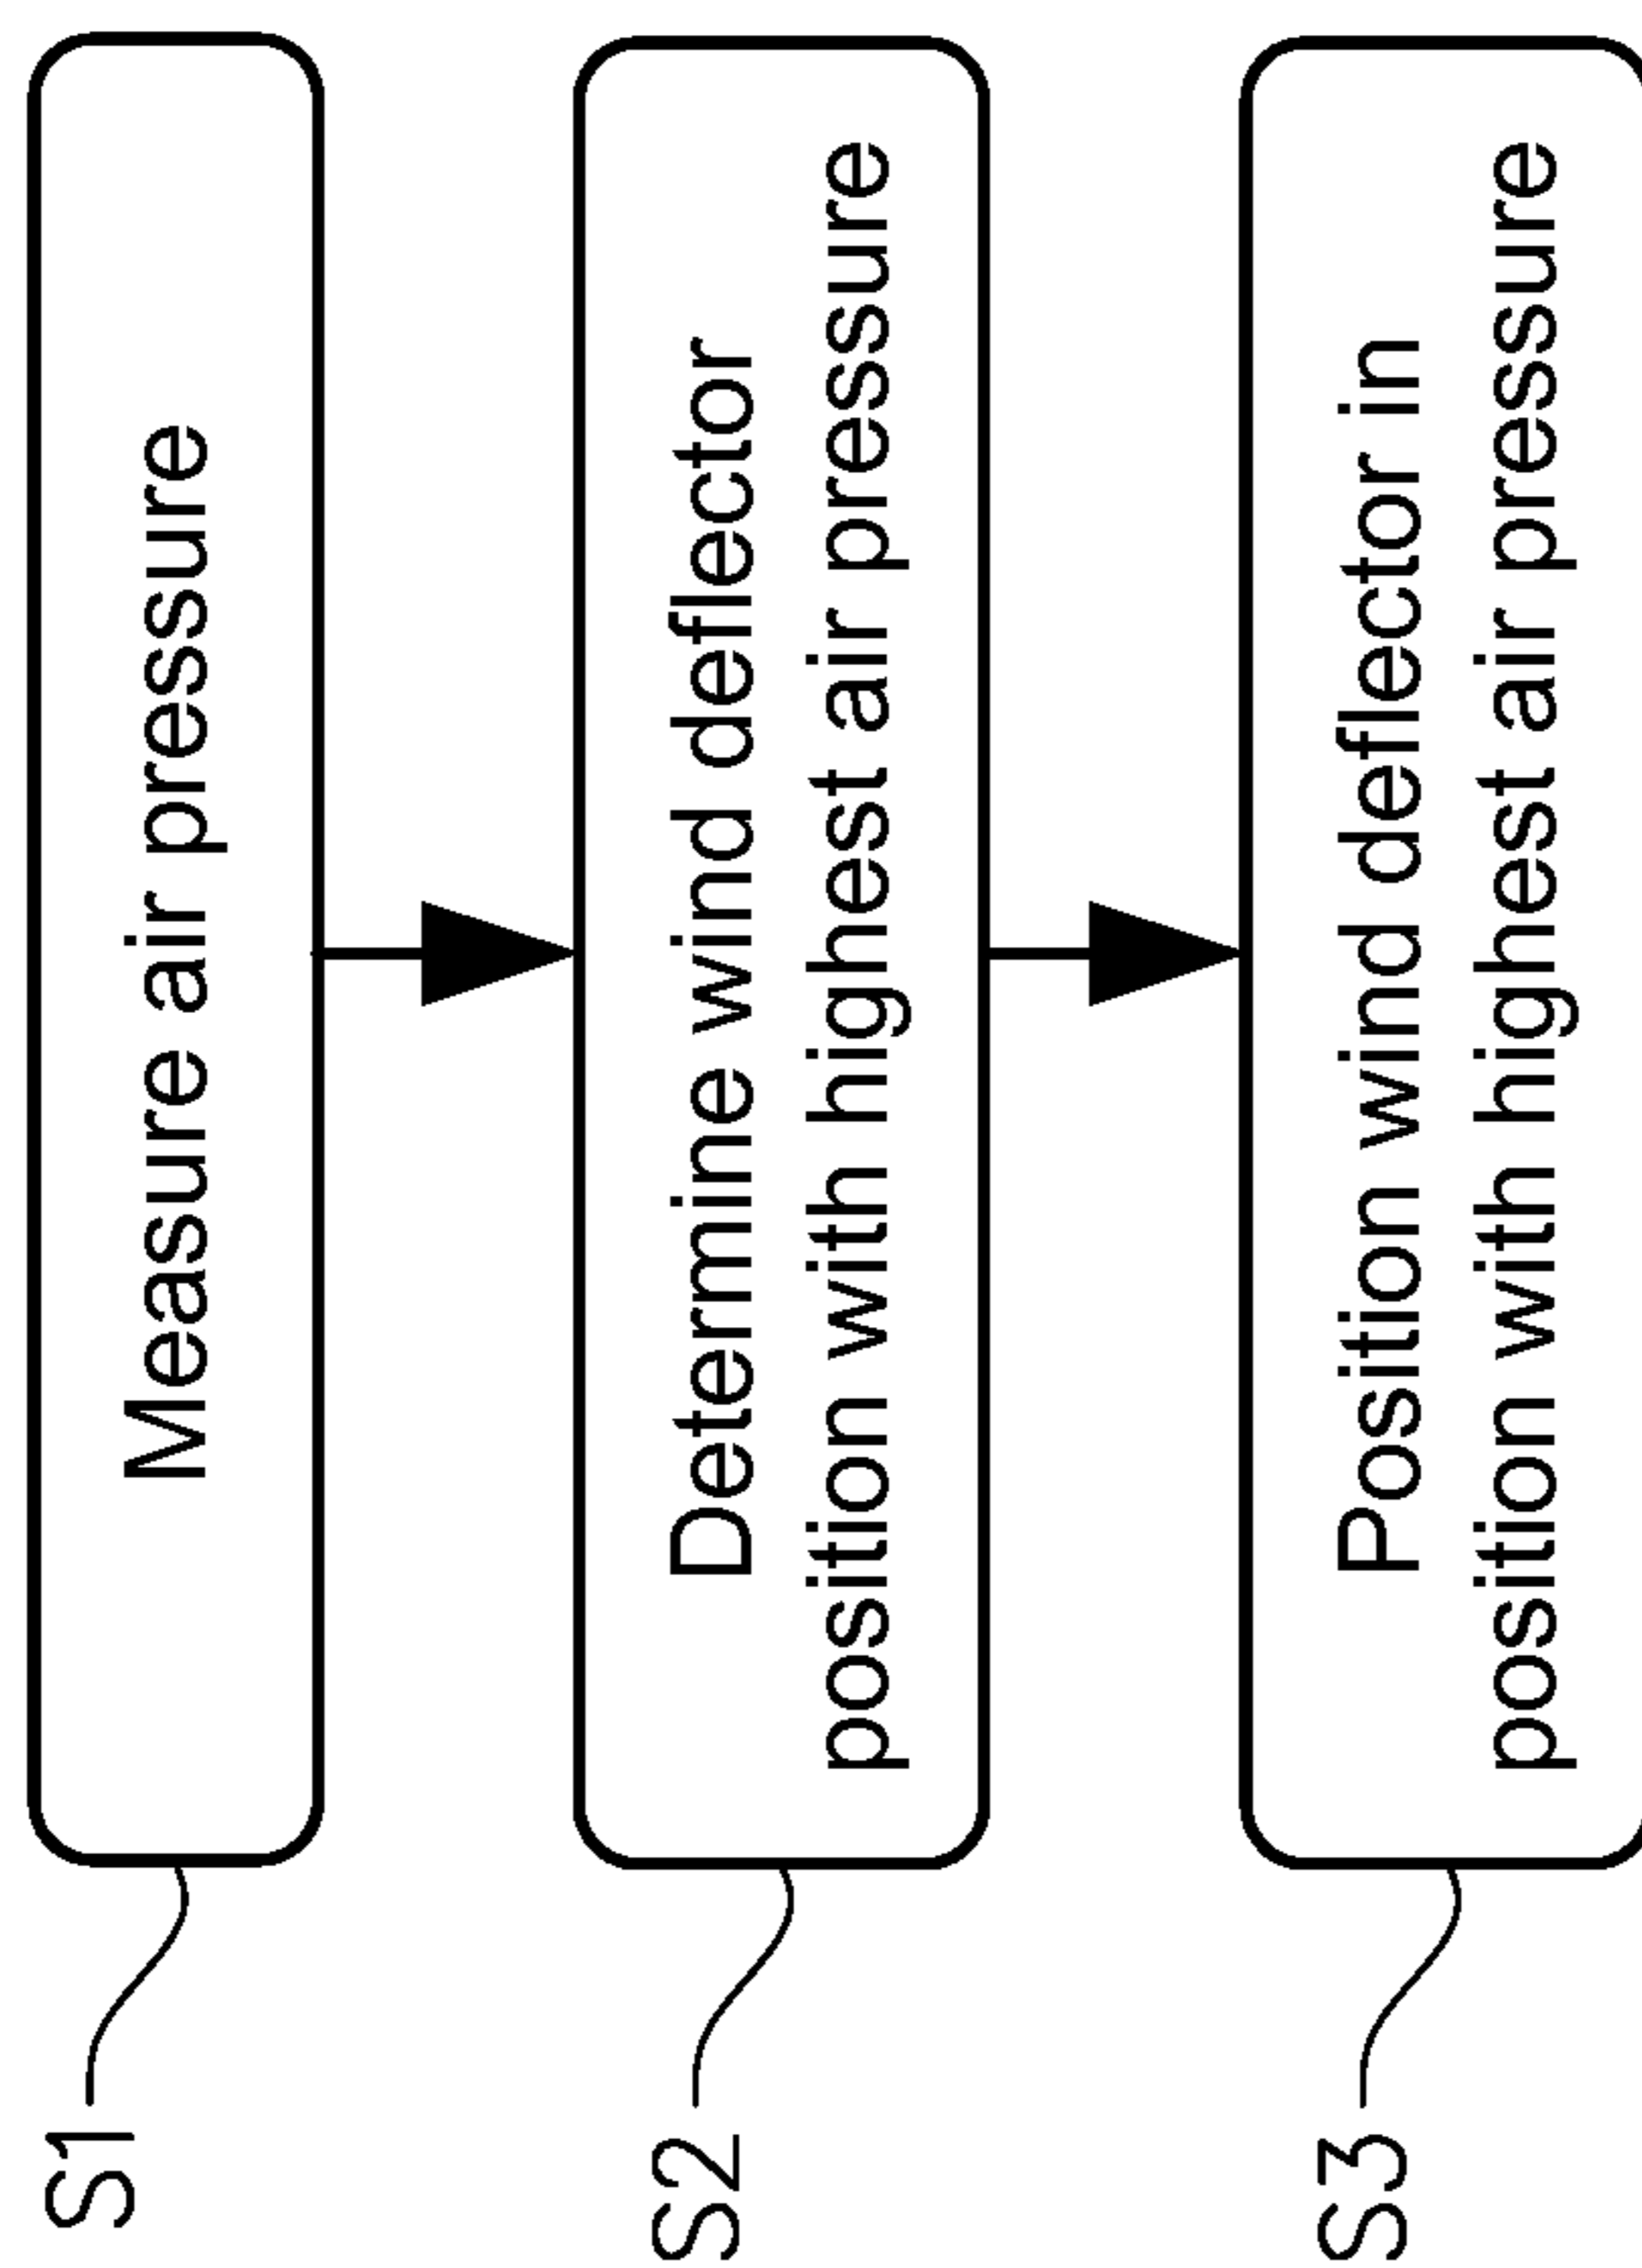 S1
Measure air pressure
S2
Determine wind deflector
position with highest air pressure
S3
Position wind deflector in
position with highest air pressure